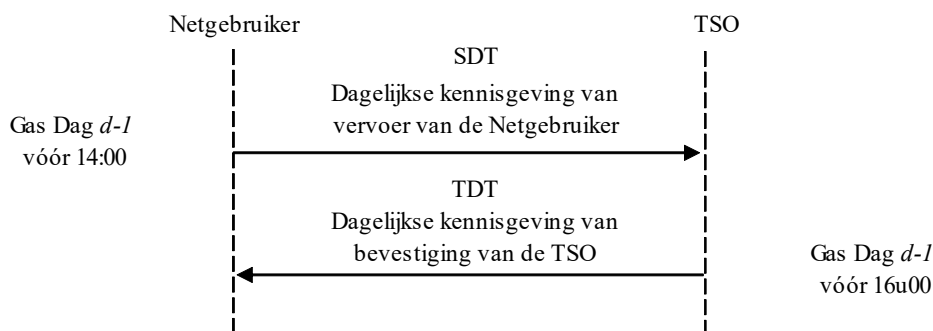 Netgebruiker
TSO
SDT
Dagelijkse kennisgeving van
vervoer van de Netgebruiker
Gas Dag d-1
vóór 14:00
TDT
Dagelijkse kennisgeving van
bevestiging van de TSO
Gas Dag d-1
vóór 16u00